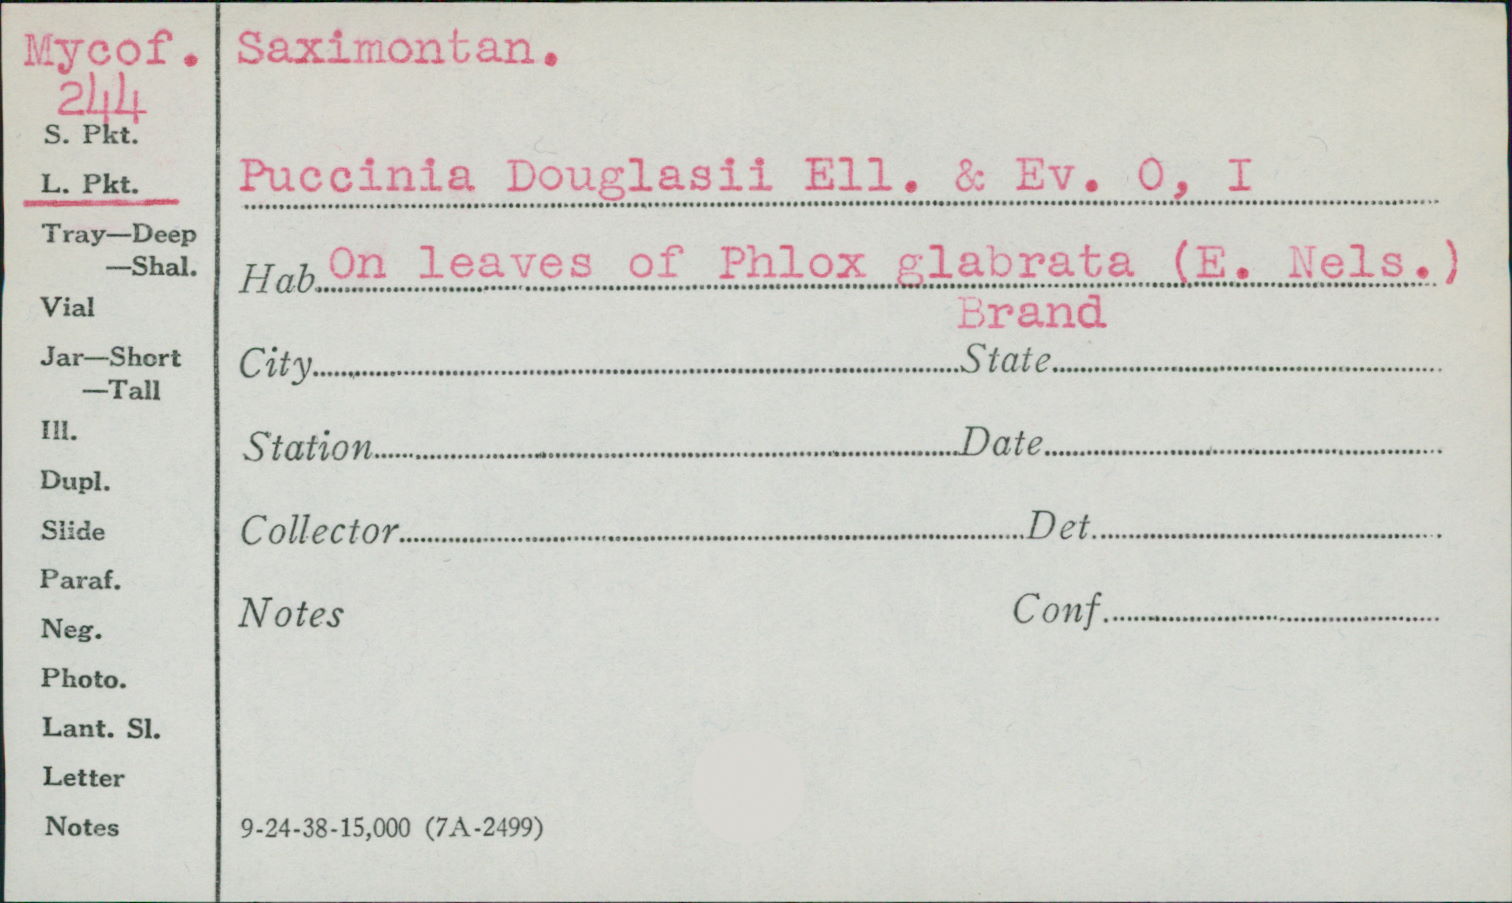 Mycof. Saximontan.
244
S. Pkt.
L. Pkt.
Puccinia Douglasii Ell. & Ev. O, I
Tray—Deep
—Shal.
Hab. On leaves of Phlox glabrata (E. Nels.)
Brand
Vial
Jar—Short
—Tall
City State
Ill.
Station Date
Dupl.
Slide
Collector Det.
Paraf.
Neg.
Notes Conf.
Photo.
Lant. Sl.
Letter
Notes
9-24-38-15,000 (7A-2499)